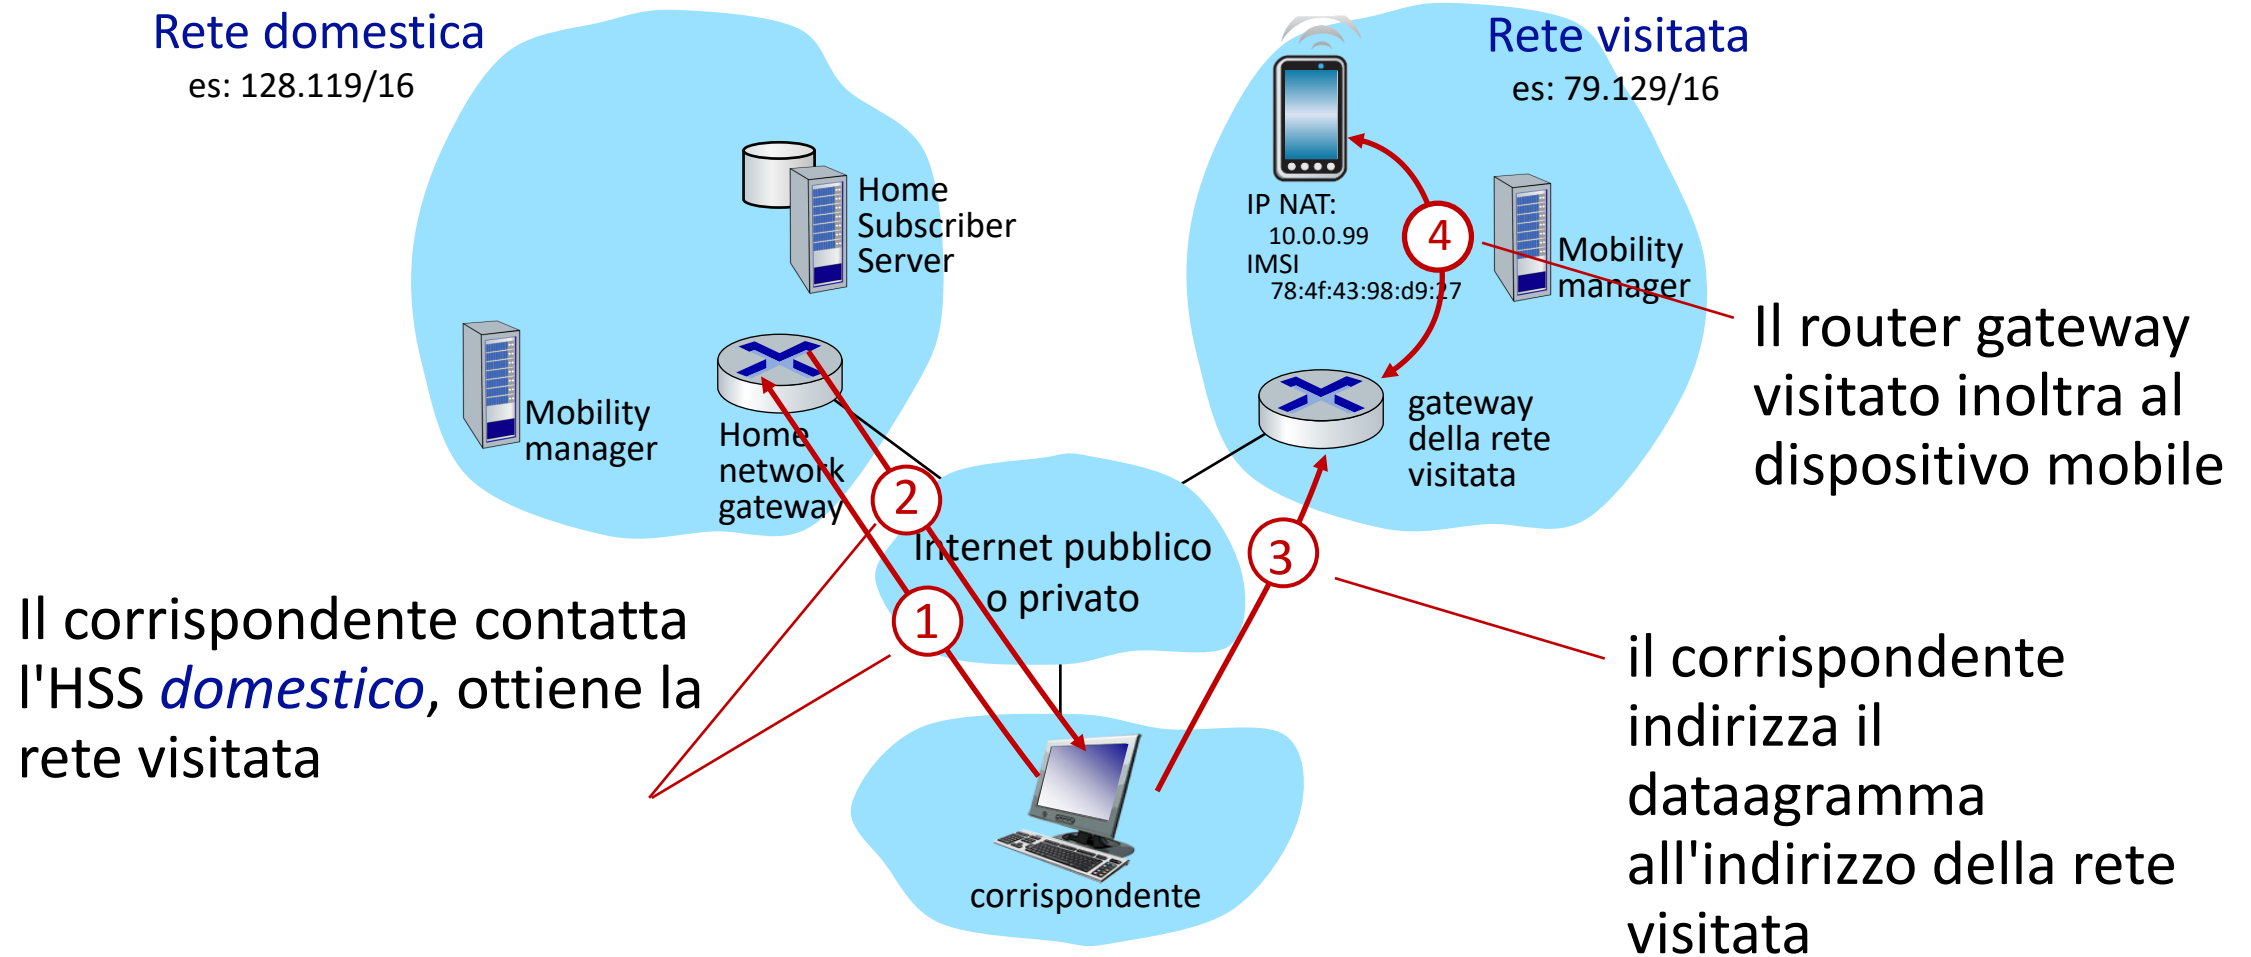 Rete domestica
es: 128.119/16
Rete visitata
es: 79.129/16
Home
Subscriber
Server
Mobility
manager
Home
network
gateway
IP NAT:
10.0.0.99
IMSI
78:4f:43:98:d9:27
Mobility
manager
gateway
della rete
visitata
4
Il router gateway
visitato inoltra al
dispositivo mobile
2
1
3
Internet pubblico
o privato
Il corrispondente contatta
l'HSS domestico, ottiene la
rete visitata
il corrispondente
indirizza il
dataagramma
all'indirizzo della rete
visitata
corrispondente